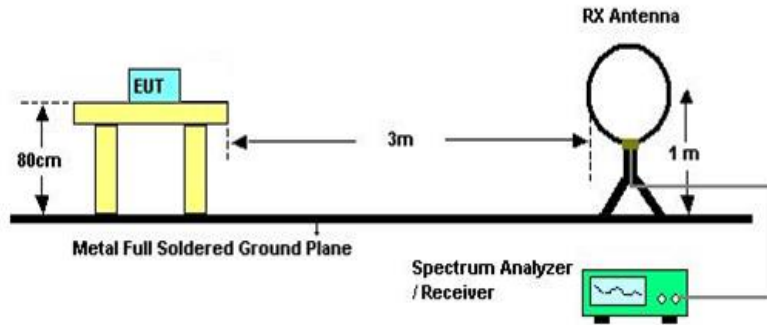 RX Antenna
EUT
3m
80cm
1 m
Metal Full Soldered Ground Plane
Spectrum Analyzer
/ Receiver